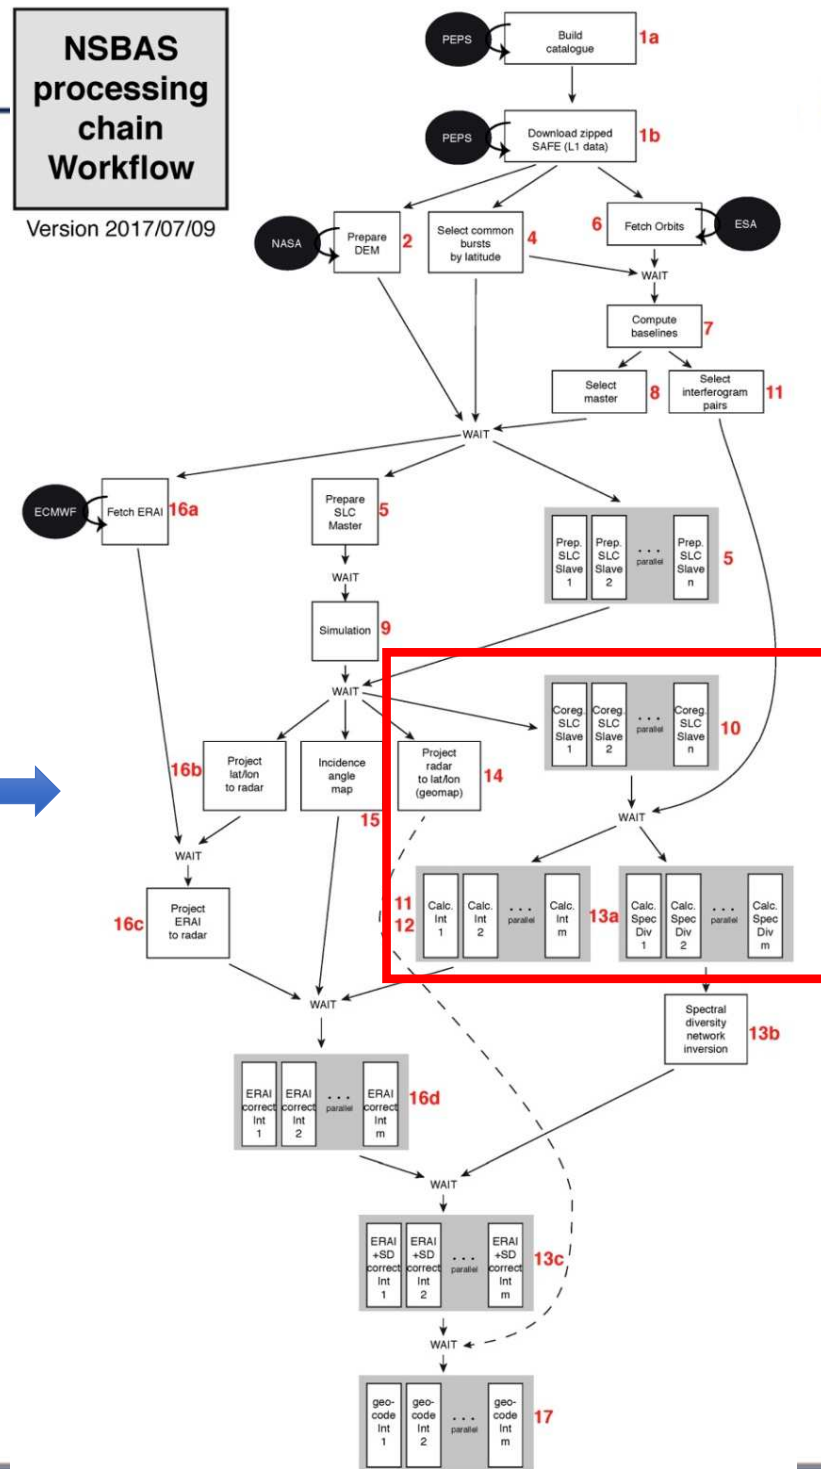 NSBAS
processing
chain
Workflow
Version 2017/07/09
PEPS
Build
catalogue
1a
PEPS
Download zipped
SAFE (L1 data)
1b
NASA
Prepare
DEM
2
Select common
bursts
by latitude
4
6
Fetch Orbits
ESA
WAIT
Compute
baselines
7
Select
master
8
Select
interferogram
pairs
11
WAIT
ECMWF
Fetch ERAI
16a
Prepare
SLC
Master
5
Prep.
SLC
Slave
1
Prep.
SLC
Slave
2
. . .
parallel
Prep.
SLC
Slave
n
5
WAIT
Simulation
9
WAIT
Coreg.
SLC
Slave
1
Coreg.
SLC
Slave
2
. . .
parallel
Coreg.
SLC
Slave
n
10
16b
Project
lat/lon
to radar
Incidence
angle
map
15
Project
radar
to lat/lon
(geomap)
14
WAIT
WAIT
16c
Project
ERAI
to radar
11
12
Calc.
Int
1
Calc.
Int
2
. . .
parallel
Calc.
Int
m
13a
Calc.
Spec
Div
1
Calc.
Spec
Div
2
. . .
parallel
Calc.
Spec
Div
m
WAIT
Spectral
diversity
network
inversion
13b
ERAI
correct
Int
1
ERAI
correct
Int
2
. . .
parallel
ERAI
correct
Int
m
16d
WAIT
ERAI
+SD
correct
Int
1
ERAI
+SD
correct
Int
2
. . .
parallel
ERAI
+SD
correct
Int
m
13c
WAIT
geo-
code
Int
1
geo-
code
Int
2
. . .
parallel
geo-
code
Int
m
17